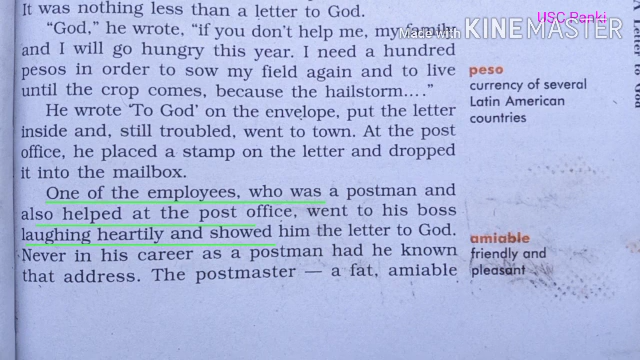 It was nothing less than a letter to God.
"God," he wrote, "if you don't help me, my family
and I will go hungry this year. I need a hundred
pesos in order to sow my field again and to live
until the crop comes, because the hailstorm...."
He wrote 'To God' on the envelope, put the letter
inside and, still troubled, went to town. At the post
office, he placed a stamp on the letter and dropped
it into the mailbox.
One of the employees, who was a postman and
also helped at the post office, went to his boss
laughing heartily and showed him the letter to God.
Never in his career as a postman had he known
that address. The postmaster — a fat, amiable
peso
currency of several
Latin American
countries
amiable
friendly and
pleasant
Made with KINEMASTER
A letter to God